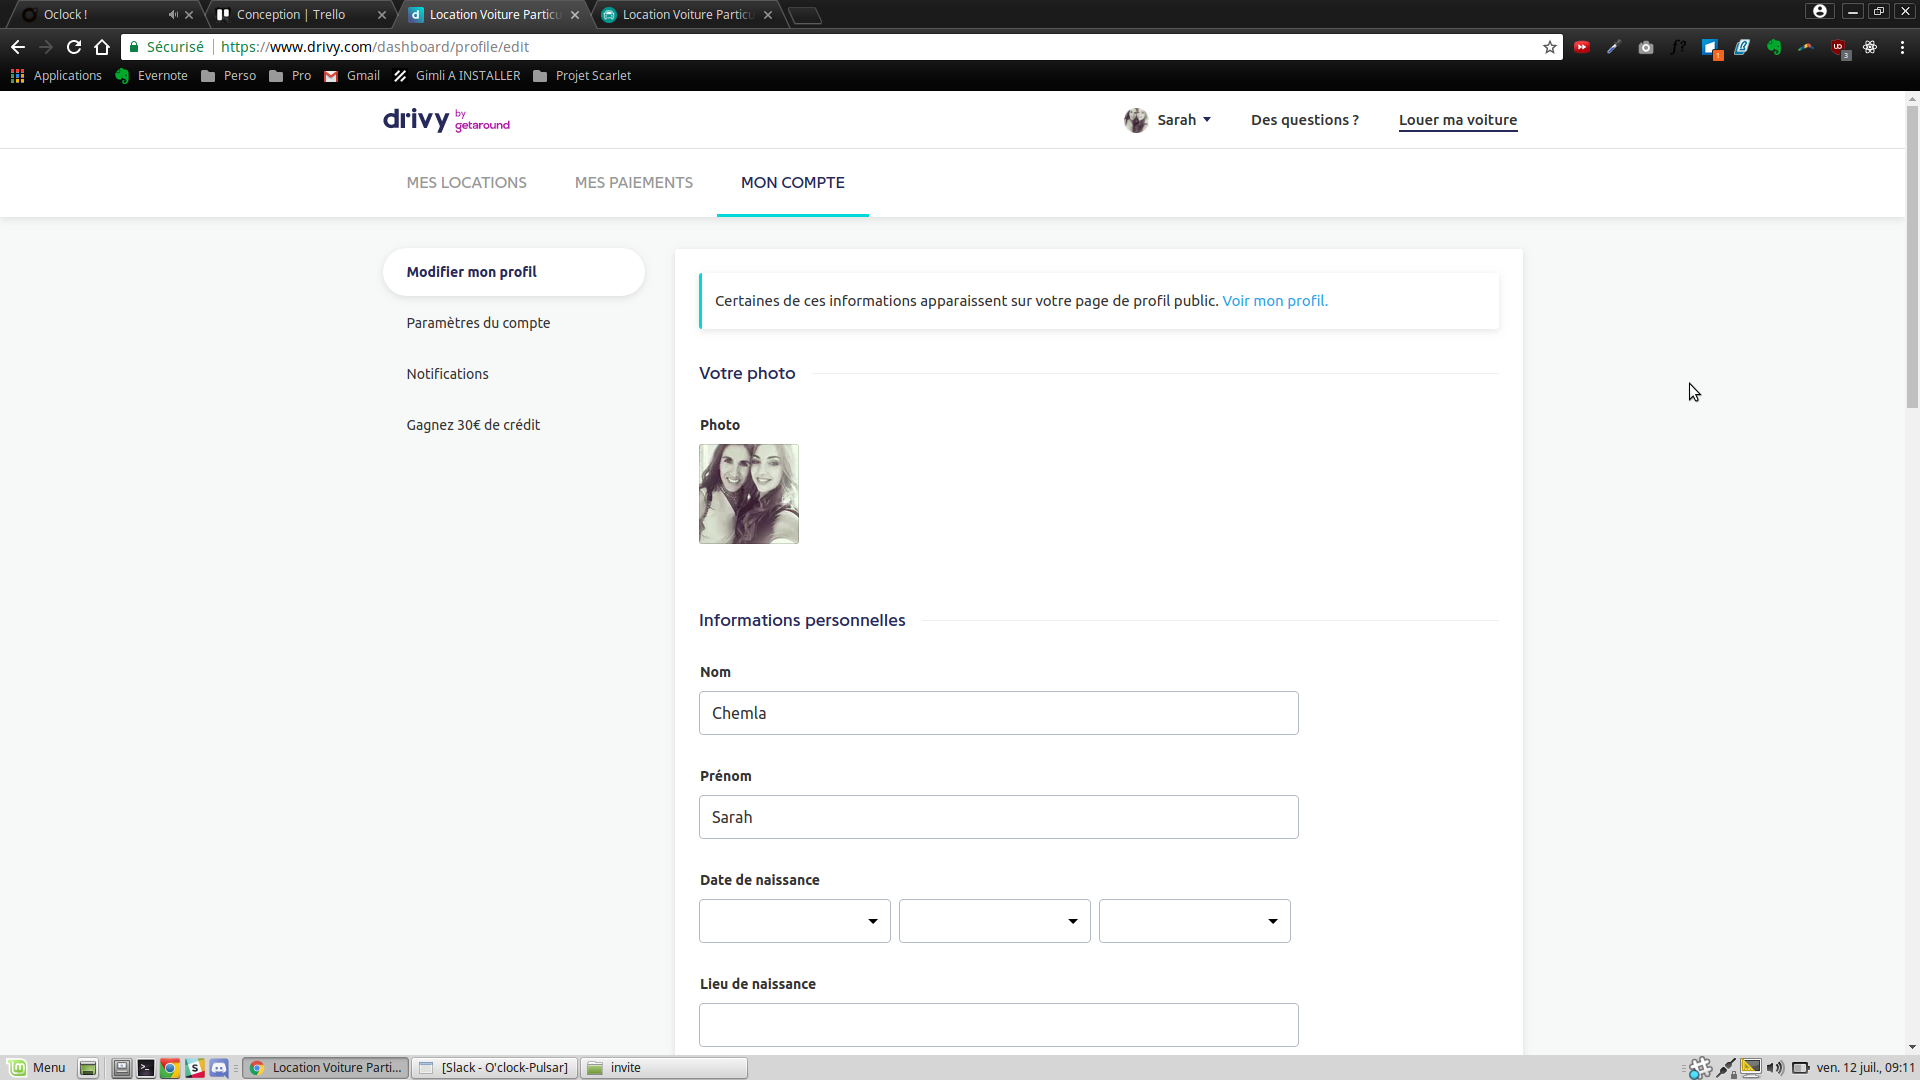 Oclock !
Conception | Trello
Location Voiture Particu
Location Voiture Particu
Sécurisé
https://www.drivy.com/dashboard/profile/edit
Applications
Evernote
Perso
Pro
Gmail
Gimli A INSTALLER
Projet Scarlet
drivy by getaround
Sarah
Des questions ?
Louer ma voiture
MES LOCATIONS
MES PAIEMENTS
MON COMPTE
Modifier mon profil
Paramètres du compte
Notifications
Gagnez 30€ de crédit
Certaines de ces informations apparaissent sur votre page de profil public. Voir mon profil.
Votre photo
Photo
Informations personnelles
Nom
Chemla
Prénom
Sarah
Date de naissance
Lieu de naissance
Menu
Location Voiture Parti...
[Slack - O'clock-Pulsar]
invite
ven. 12 juil., 09:11